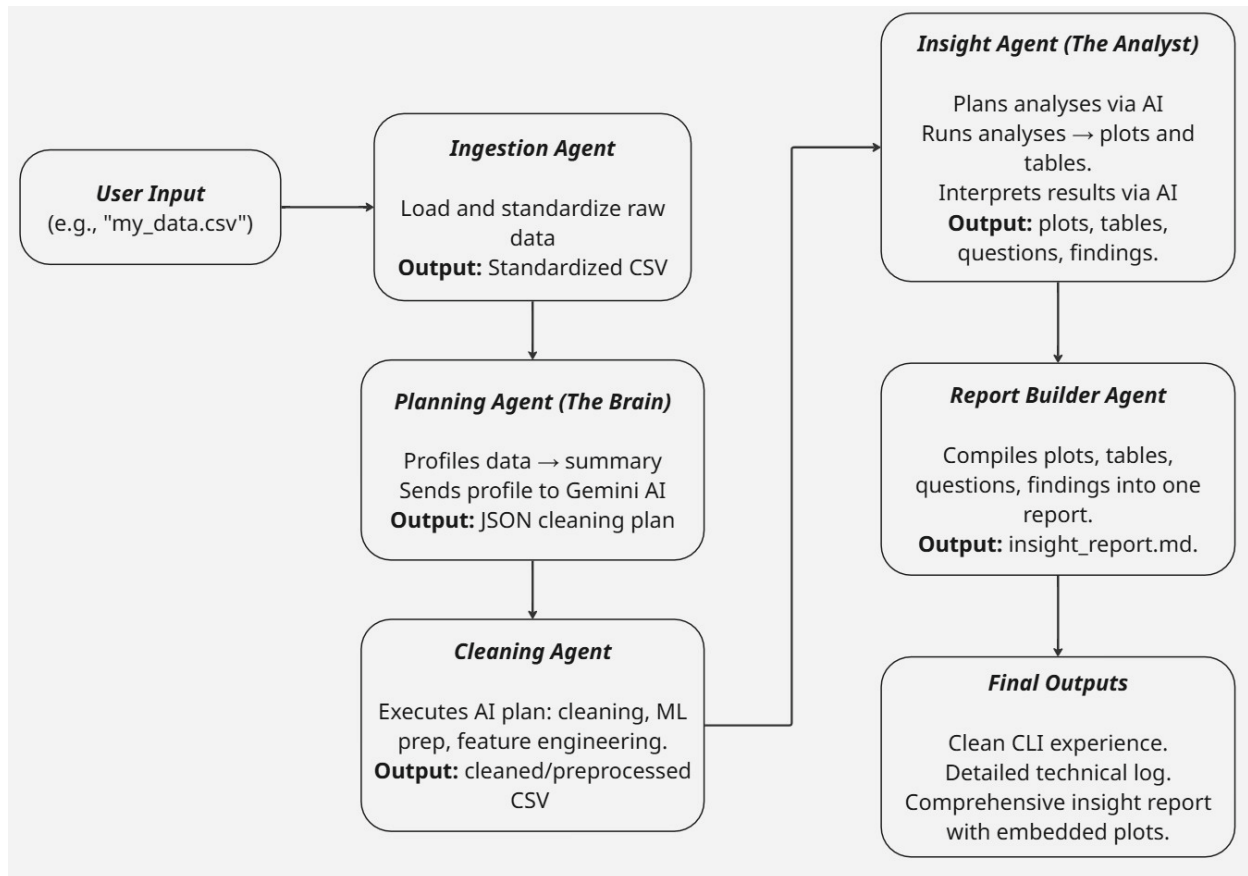 User Input
(e.g., "my_data.csv")
Ingestion Agent
Load and standardize raw
data
Output: Standardized CSV
Planning Agent (The Brain)
Profiles data → summary
Sends profile to Gemini AI
Output: JSON cleaning plan
Cleaning Agent
Executes AI plan: cleaning, ML
prep, feature engineering.
Output: cleaned/preprocessed
CSV
Insight Agent (The Analyst)
Plans analyses via AI
Runs analyses → plots and
tables.
Interprets results via AI
Output: plots, tables,
questions, findings.
Report Builder Agent
Compiles plots, tables,
questions, findings into one
report.
Output: insight_report.md.
Final Outputs
Clean CLI experience.
Detailed technical log.
Comprehensive insight report
with embedded plots.